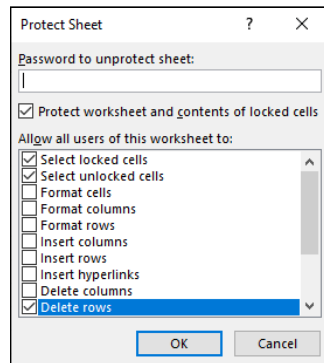 Protect Sheet ? ×
Password to unprotect sheet:
Protect worksheet and contents of locked cells
Allow all users of this worksheet to:
Select locked cells
Select unlocked cells
Format cells
Format columns
Format rows
Insert columns
Insert rows
Insert hyperlinks
Delete columns
Delete rows
OK Cancel